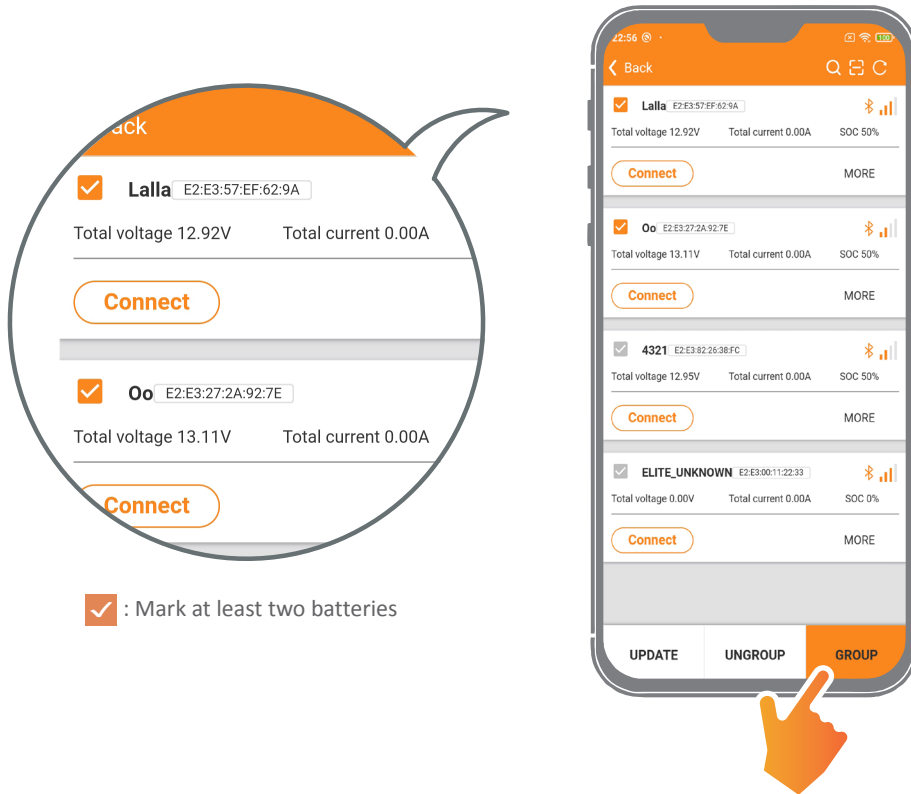 ack
Lalla E2:E3:57:EF:62:9A
Total voltage 12.92V Total current 0.00A
Connect
Oo E2:E3:27:2A:92:7E
Total voltage 13.11V Total current 0.00A
Connect
: Mark at least two batteries
22:56 100
Back
Lalla E2:E3:57:EF:62:9A
Total voltage 12.92V Total current 0.00A SOC 50%
Connect MORE
Oo E2:E3:27:2A:92:7E
Total voltage 13.11V Total current 0.00A SOC 50%
Connect MORE
4321 E2:E3:82:26:38:FC
Total voltage 12.95V Total current 0.00A SOC 50%
Connect MORE
ELITE_UNKNOWN E2:E3:00:11:22:33
Total voltage 0.00V Total current 0.00A SOC 0%
Connect MORE
UPDATE UNGROUP GROUP